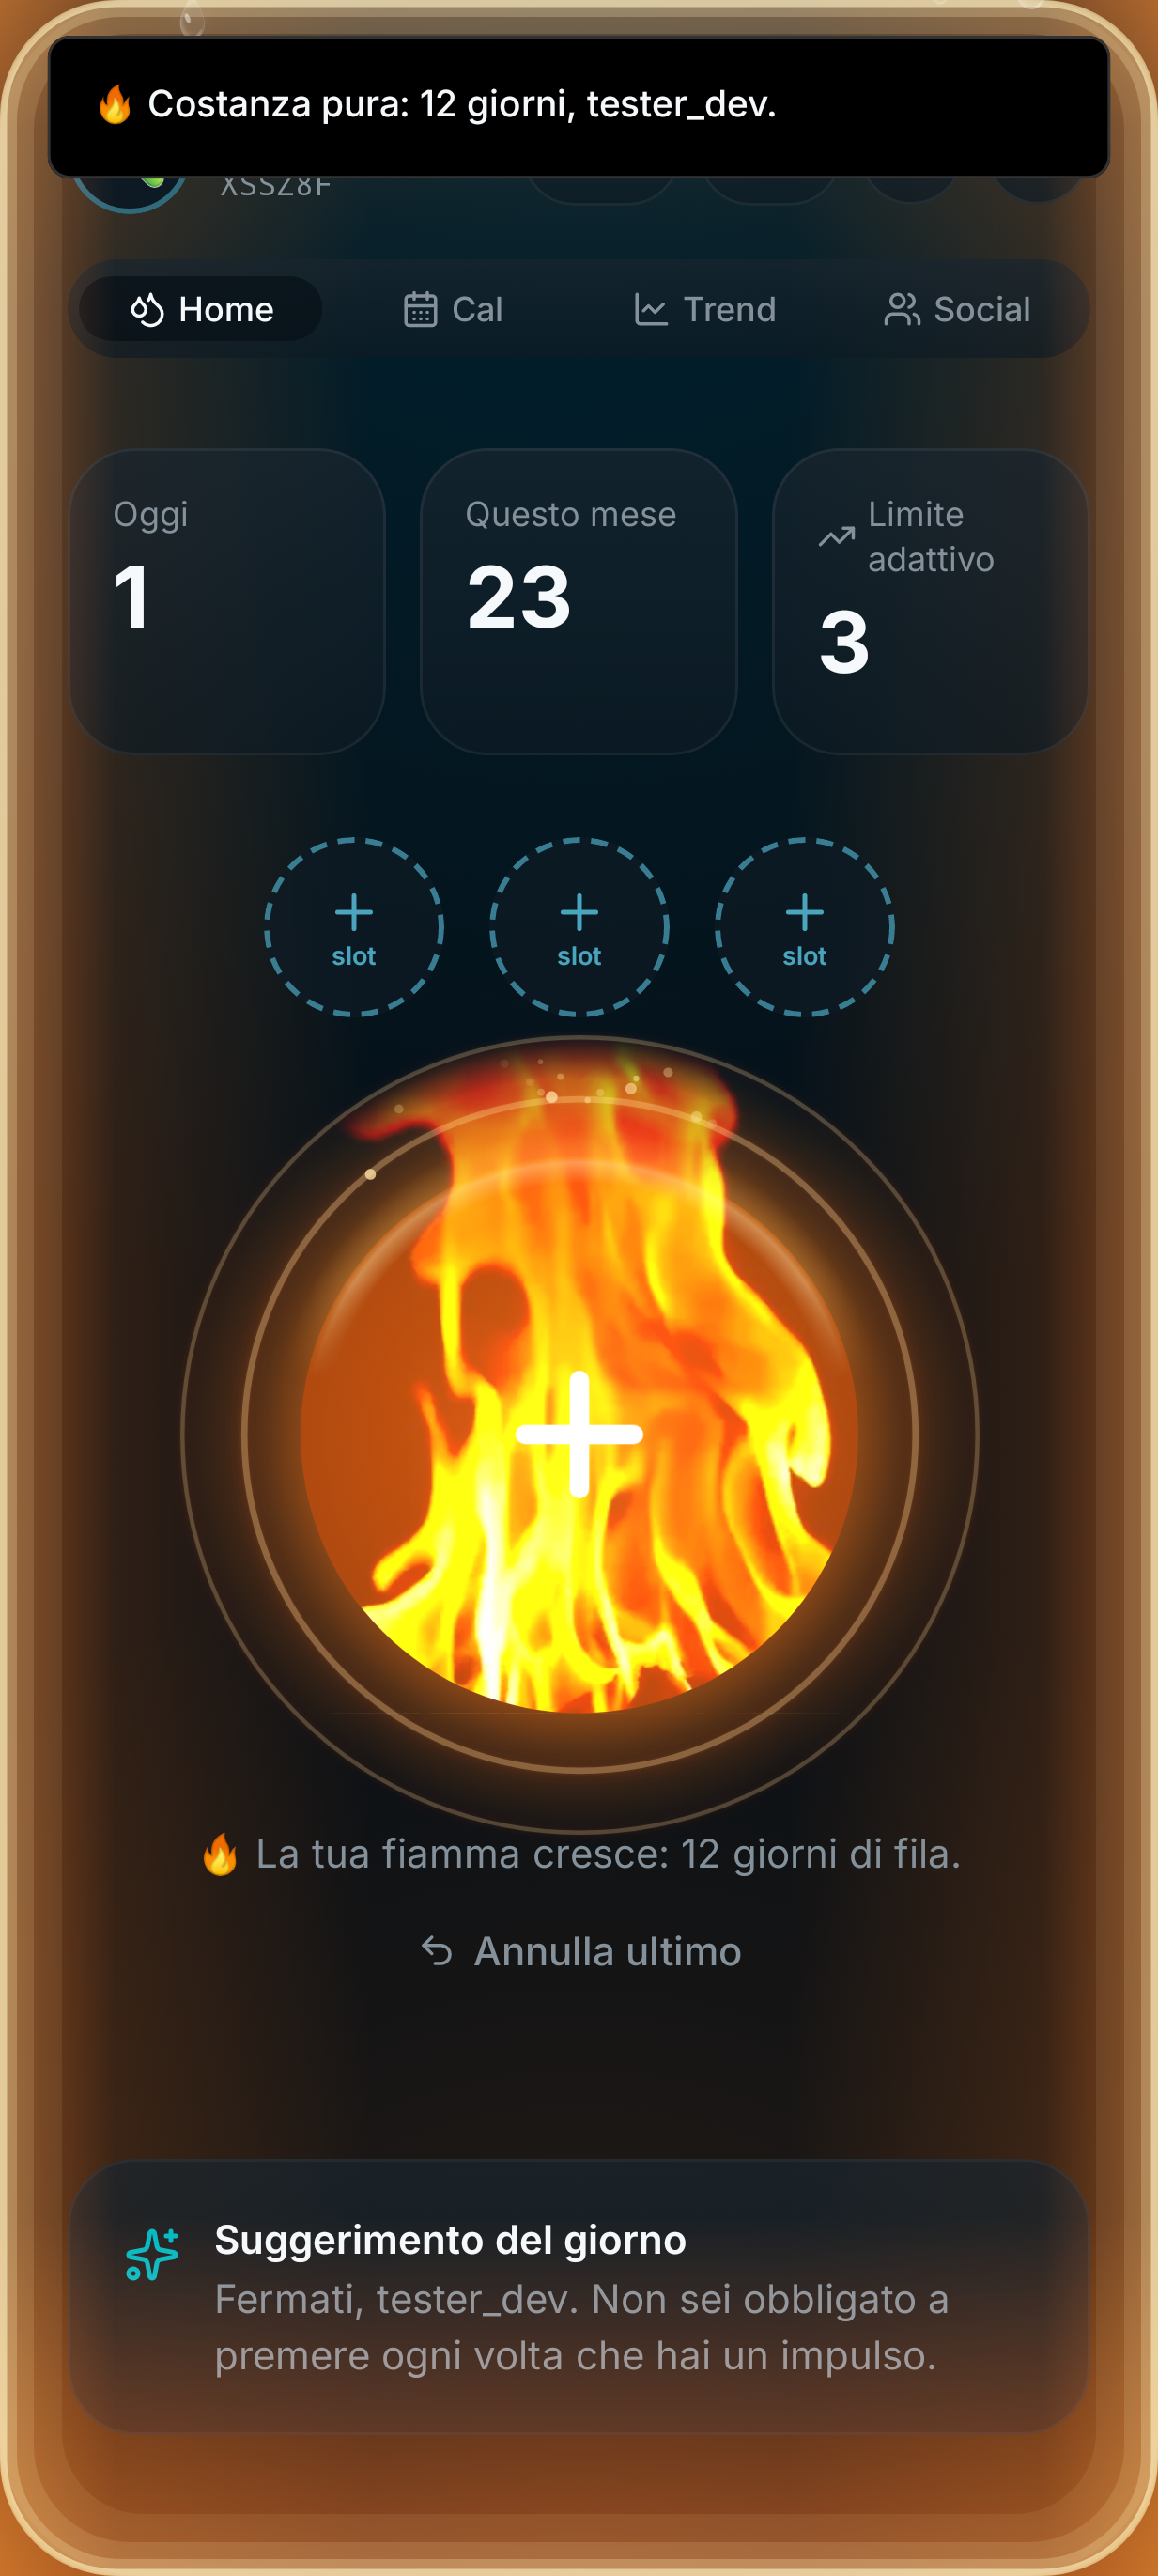 🔥 Costanza pura: 12 giorni, tester_dev.
XSSZ8F
Home
Cal
Trend
Social
Oggi
1
Questo mese
23
Limite
adattivo
3
slot
slot
slot
🔥 La tua fiamma cresce: 12 giorni di fila.
Annulla ultimo
Suggerimento del giorno
Fermati, tester_dev. Non sei obbligato a
premere ogni volta che hai un impulso.